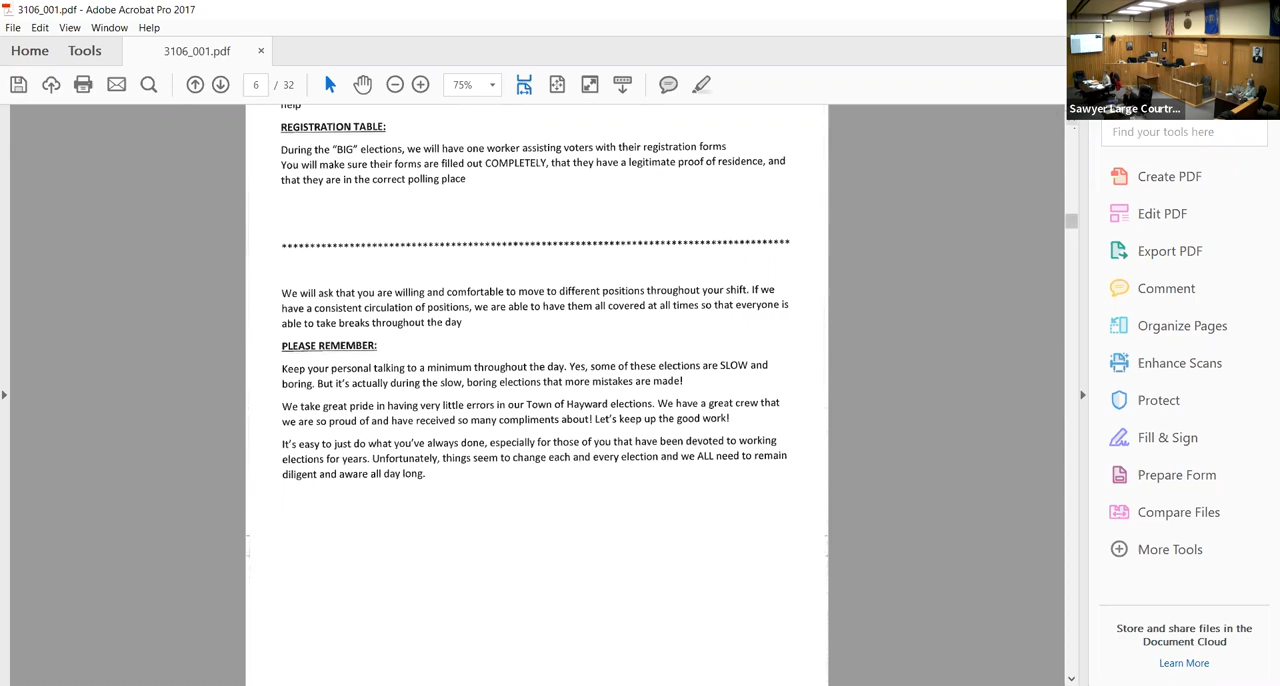 3106_001.pdf - Adobe Acrobat Pro 2017
File Edit View Window Help
Home Tools 3106_001.pdf ×
6 / 32 75%
Sawyer Large Courtr...
Find your tools here
help
REGISTRATION TABLE:
During the “BIG” elections, we will have one worker assisting voters with their registration forms
You will make sure their forms are filled out COMPLETELY, that they have a legitimate proof of residence, and
that they are in the correct polling place
We will ask that you are willing and comfortable to move to different positions throughout your shift. If we
have a consistent circulation of positions, we are able to have them all covered at all times so that everyone is
able to take breaks throughout the day
PLEASE REMEMBER:
Keep your personal talking to a minimum throughout the day. Yes, some of these elections are SLOW and
boring. But it’s actually during the slow, boring elections that more mistakes are made!
We take great pride in having very little errors in our Town of Hayward elections. We have a great crew that
we are so proud of and have received so many compliments about! Let’s keep up the good work!
It’s easy to just do what you’ve always done, especially for those of you that have been devoted to working
elections for years. Unfortunately, things seem to change each and every election and we ALL need to remain
diligent and aware all day long.
Create PDF
Edit PDF
Export PDF
Comment
Organize Pages
Enhance Scans
Protect
Fill & Sign
Prepare Form
Compare Files
More Tools
Store and share files in the
Document Cloud
Learn More